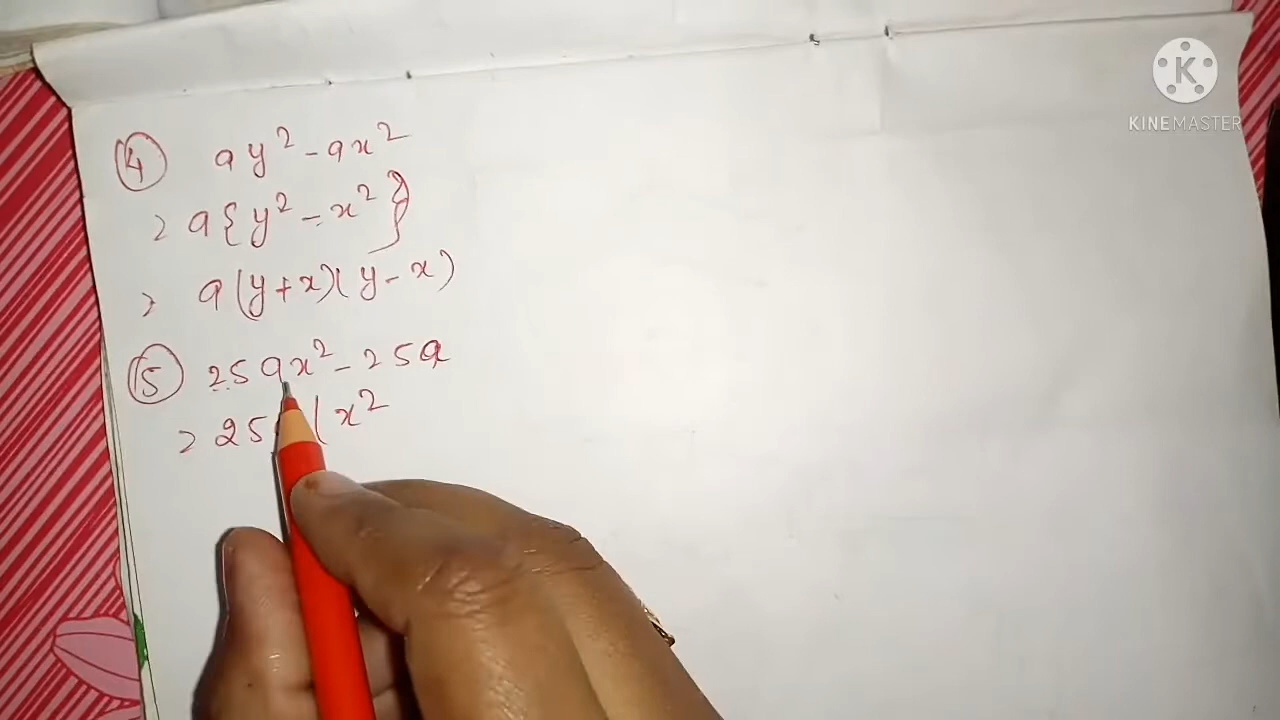 ④ ay² - ax²
> a{y² - x²}
> a(y+x)(y-x)
⑤ 25ax² - 25a
> 25 (x²
K
KINEMASTER